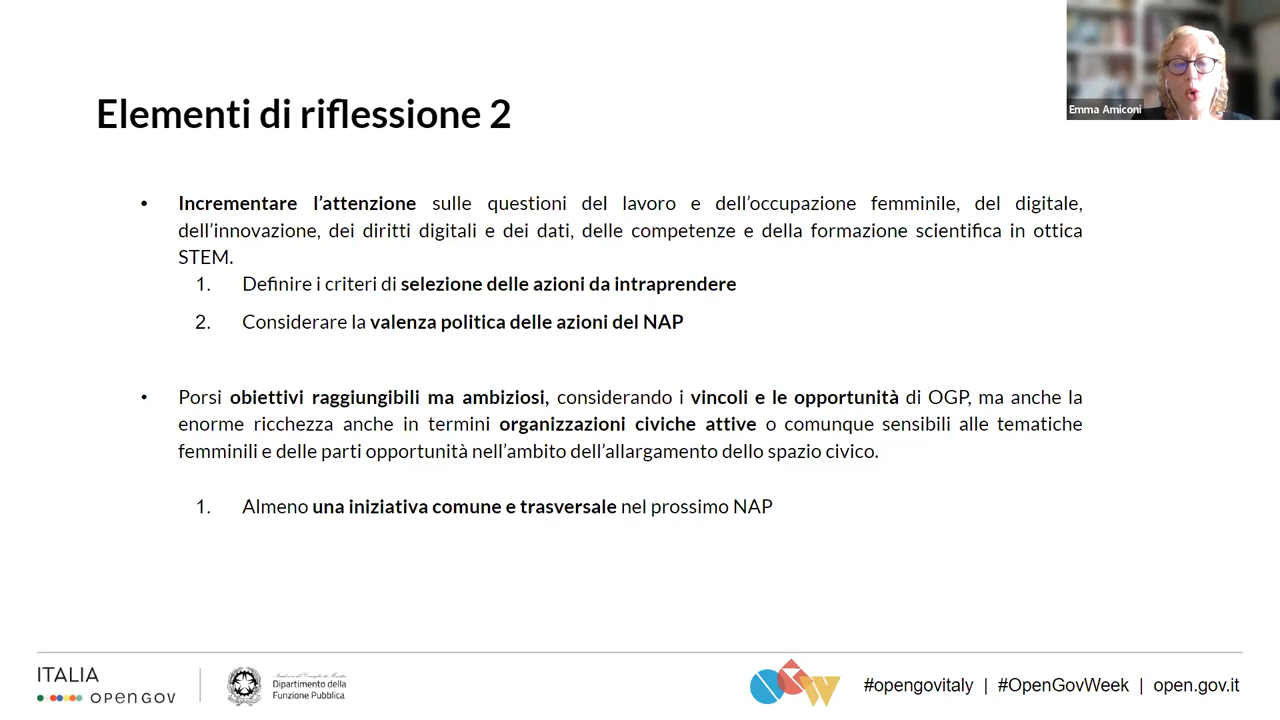 Emma Amiconi
Elementi di riflessione 2
• Incrementare l'attenzione sulle questioni del lavoro e dell'occupazione femminile, del digitale,
dell'innovazione, dei diritti digitali e dei dati, delle competenze e della formazione scientifica in ottica
STEM.
1. Definire i criteri di selezione delle azioni da intraprendere
2. Considerare la valenza politica delle azioni del NAP
• Porsi obiettivi raggiungibili ma ambiziosi, considerando i vincoli e le opportunità di OGP, ma anche la
enorme ricchezza anche in termini organizzazioni civiche attive o comunque sensibili alle tematiche
femminili e delle parti opportunità nell'ambito dell'allargamento dello spazio civico.
1. Almeno una iniziativa comune e trasversale nel prossimo NAP
ITALIA
open gov
Dipartimento della
Funzione Pubblica
#opengovitaly | #OpenGovWeek | open.gov.it